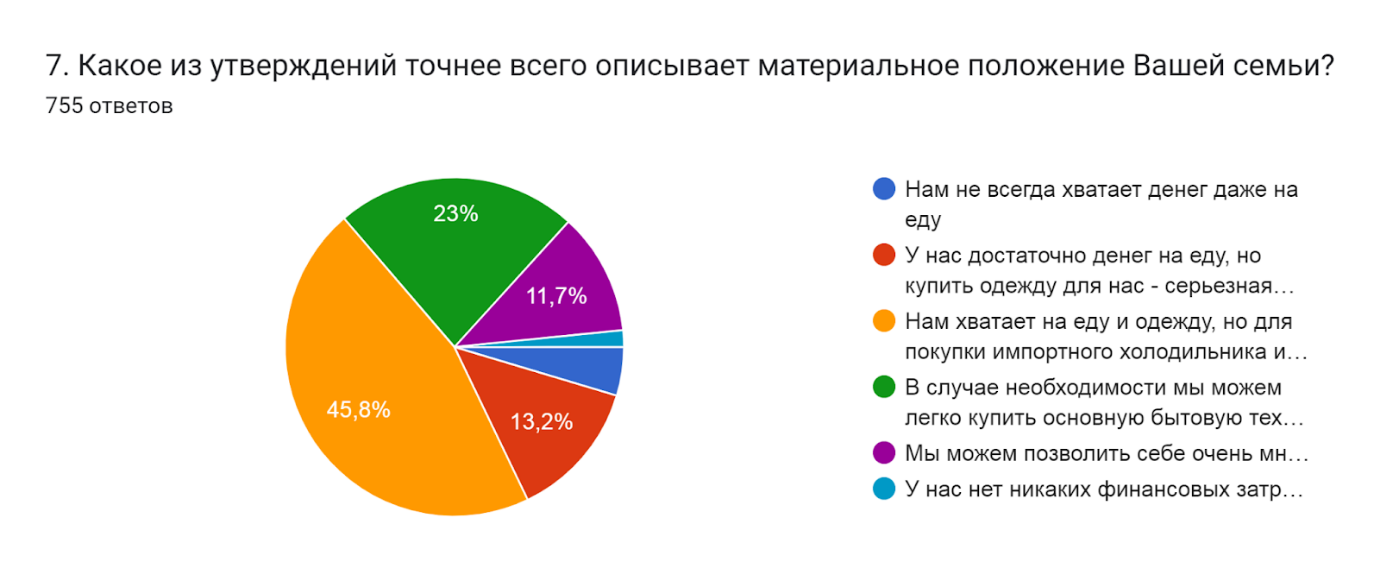 7. Какое из утверждений точнее всего описывает материальное положение Вашей семьи?
755 ответов
23%
11,7%
45,8%
13,2%
Нам не всегда хватает денег даже на
еду
У нас достаточно денег на еду, но
купить одежду для нас - серьезная…
Нам хватает на еду и одежду, но для
покупки импортного холодильника и…
В случае необходимости мы можем
легко купить основную бытовую тех…
Мы можем позволить себе очень мн…
У нас нет никаких финансовых затр…